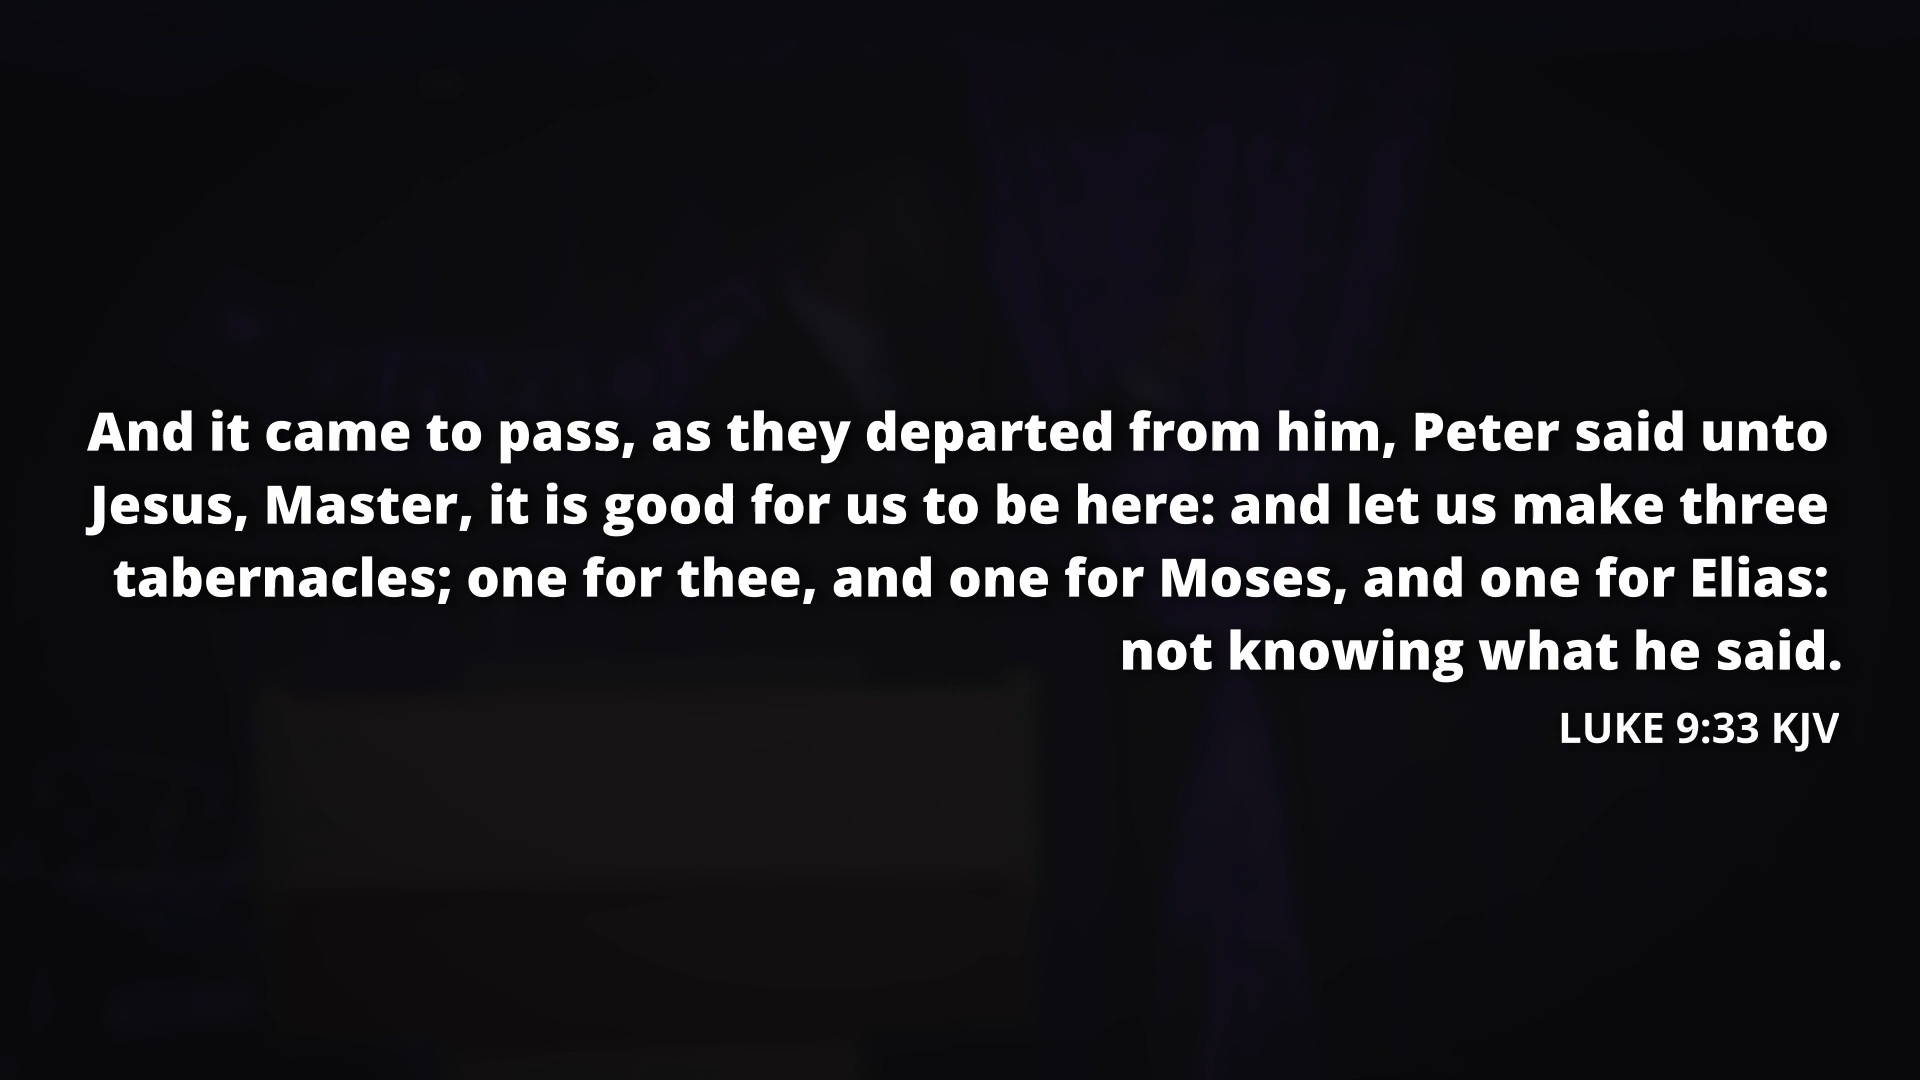 And it came to pass, as they departed from him, Peter said unto
Jesus, Master, it is good for us to be here: and let us make three
tabernacles; one for thee, and one for Moses, and one for Elias:
not knowing what he said.
LUKE 9:33 KJV